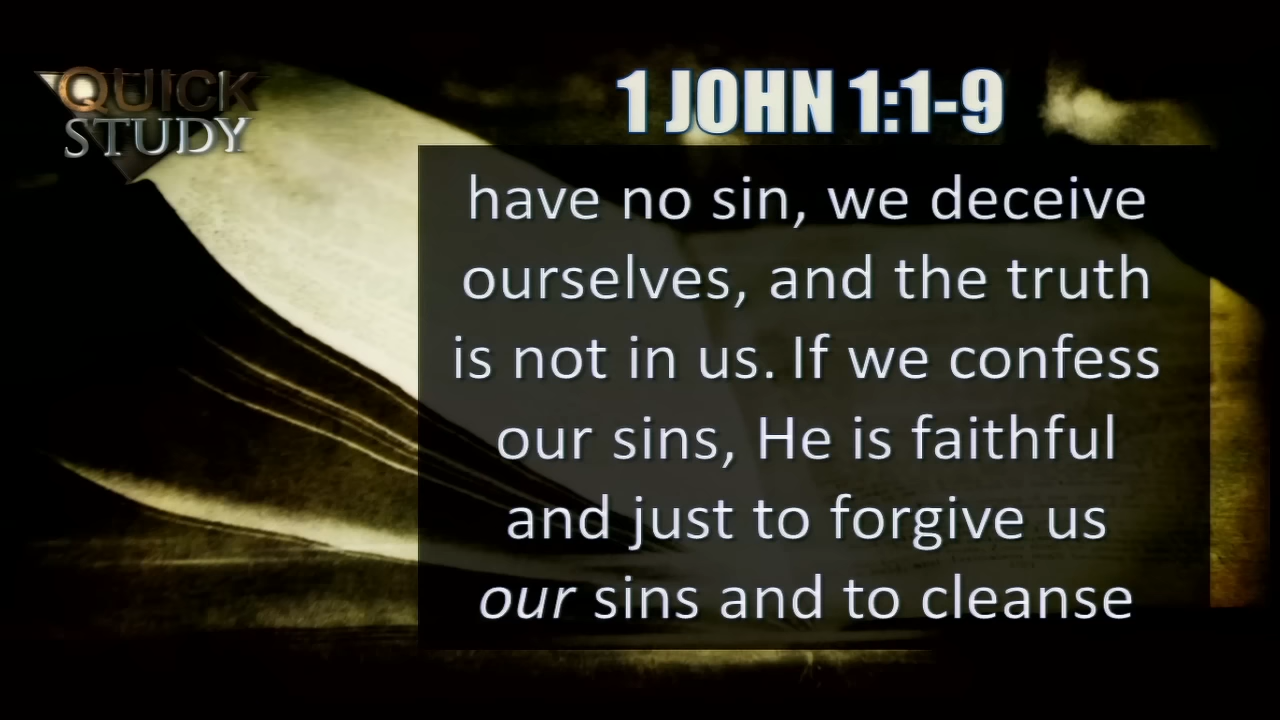 QUICK
STUDY
1 JOHN 1:1-9
have no sin, we deceive
ourselves, and the truth
is not in us. If we confess
our sins, He is faithful
and just to forgive us
our sins and to cleanse